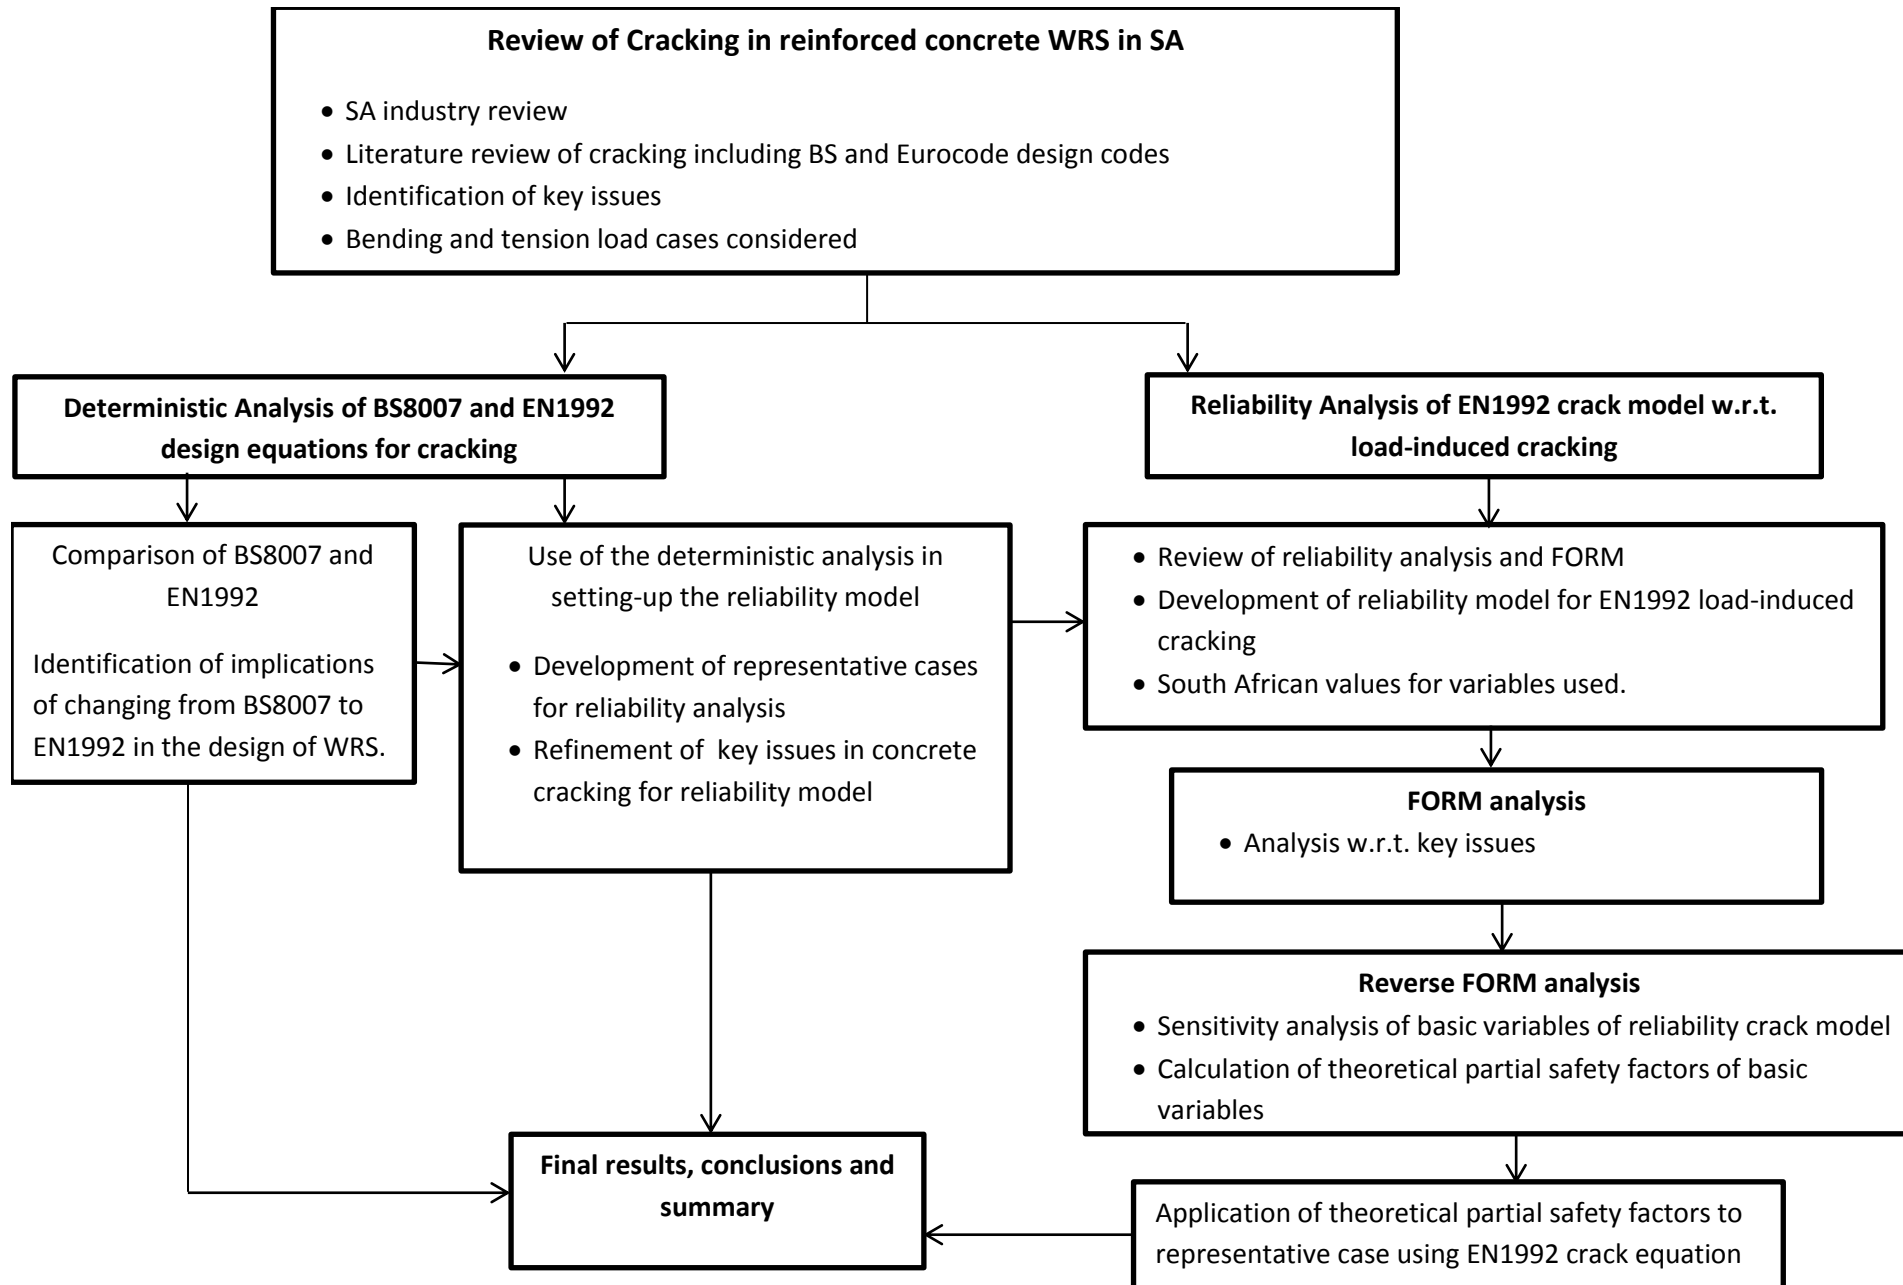 Review of Cracking in reinforced concrete WRS in SA
• SA industry review
• Literature review of cracking including BS and Eurocode design codes
• Identification of key issues
• Bending and tension load cases considered
Deterministic Analysis of BS8007 and EN1992
design equations for cracking
Reliability Analysis of EN1992 crack model w.r.t.
load-induced cracking
Comparison of BS8007 and
EN1992
Identification of implications
of changing from BS8007 to
EN1992 in the design of WRS.
Use of the deterministic analysis in
setting-up the reliability model
• Development of representative cases
for reliability analysis
• Refinement of  key issues in concrete
cracking for reliability model
• Review of reliability analysis and FORM
• Development of reliability model for EN1992 load-induced
cracking
• South African values for variables used.
FORM analysis
• Analysis w.r.t. key issues
Reverse FORM analysis
• Sensitivity analysis of basic variables of reliability crack model
• Calculation of theoretical partial safety factors of basic
variables
Final results, conclusions and
summary
Application of theoretical partial safety factors to
representative case using EN1992 crack equation